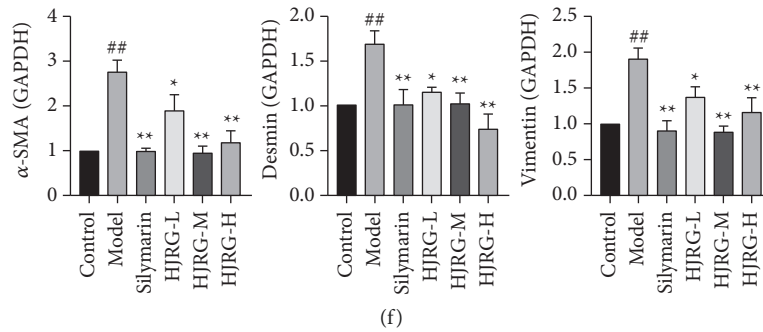 α-SMA (GAPDH)
4
3
2
1
0
##
**
*
**
**
Control
Model
Silymarin
HJRG-L
HJRG-M
HJRG-H
Desmin (GAPDH)
2.0
1.5
1.0
0.5
0.0
##
**
*
**
**
Control
Model
Silymarin
HJRG-L
HJRG-M
HJRG-H
Vimentin (GAPDH)
2.5
2.0
1.5
1.0
0.5
0.0
##
**
*
**
**
Control
Model
Silymarin
HJRG-L
HJRG-M
HJRG-H
(f)